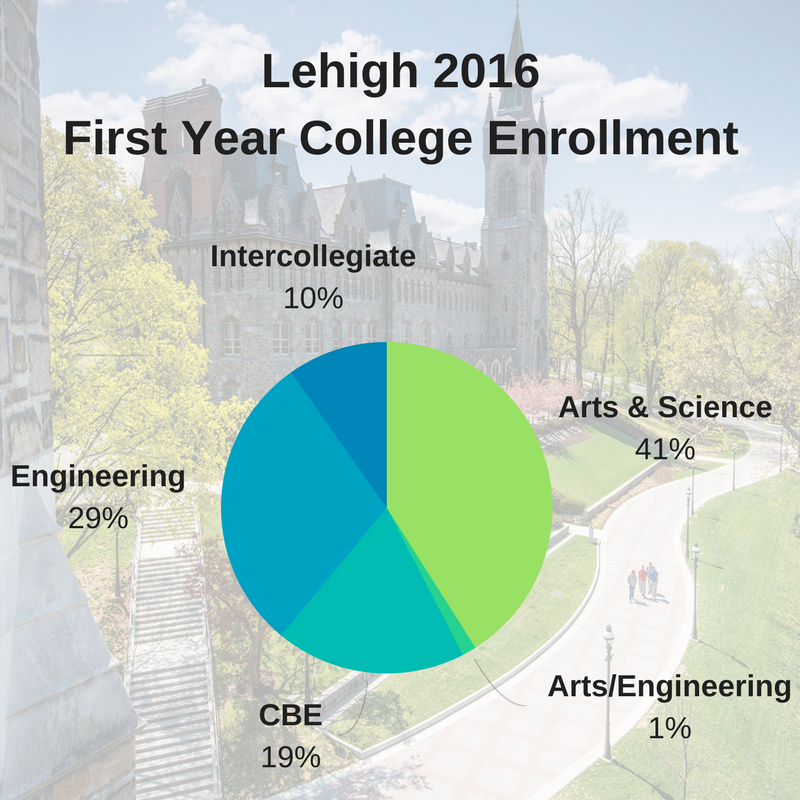 Lehigh 2016
First Year College Enrollment
Intercollegiate
10%
Arts & Science
41%
Engineering
29%
Arts/Engineering
1%
CBE
19%